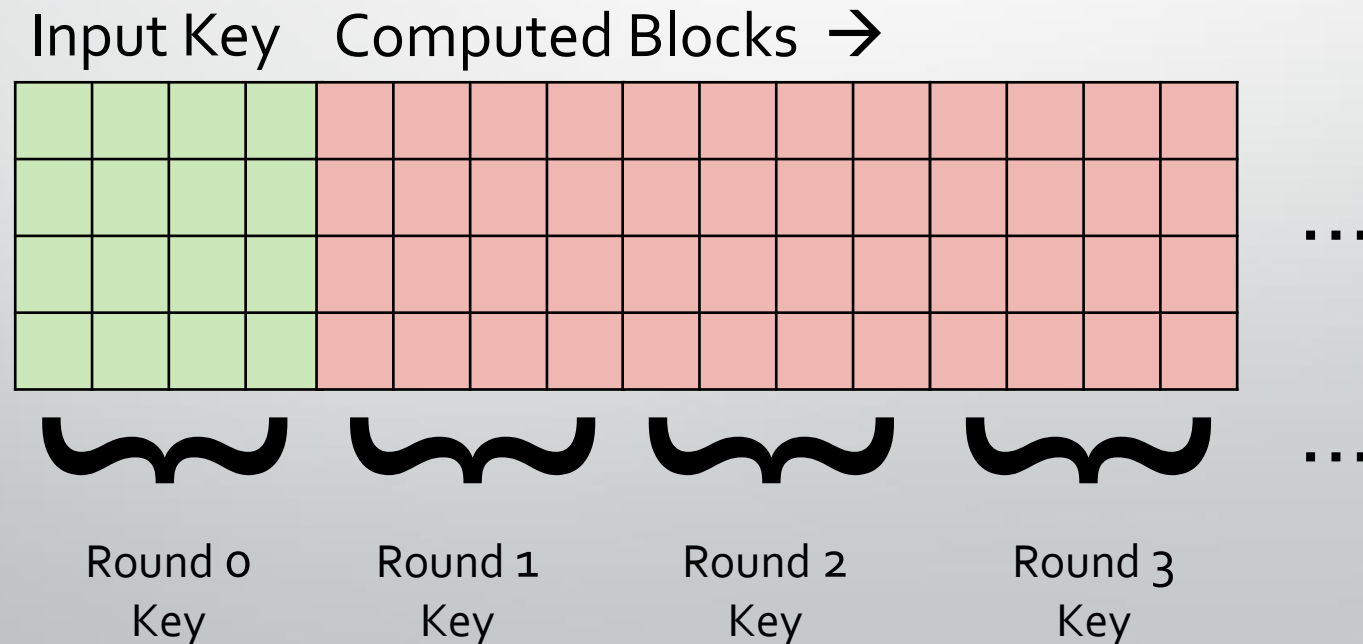 Input Key Computed Blocks →
...
...
Round 0 Round 1 Round 2 Round 3
Key Key Key Key